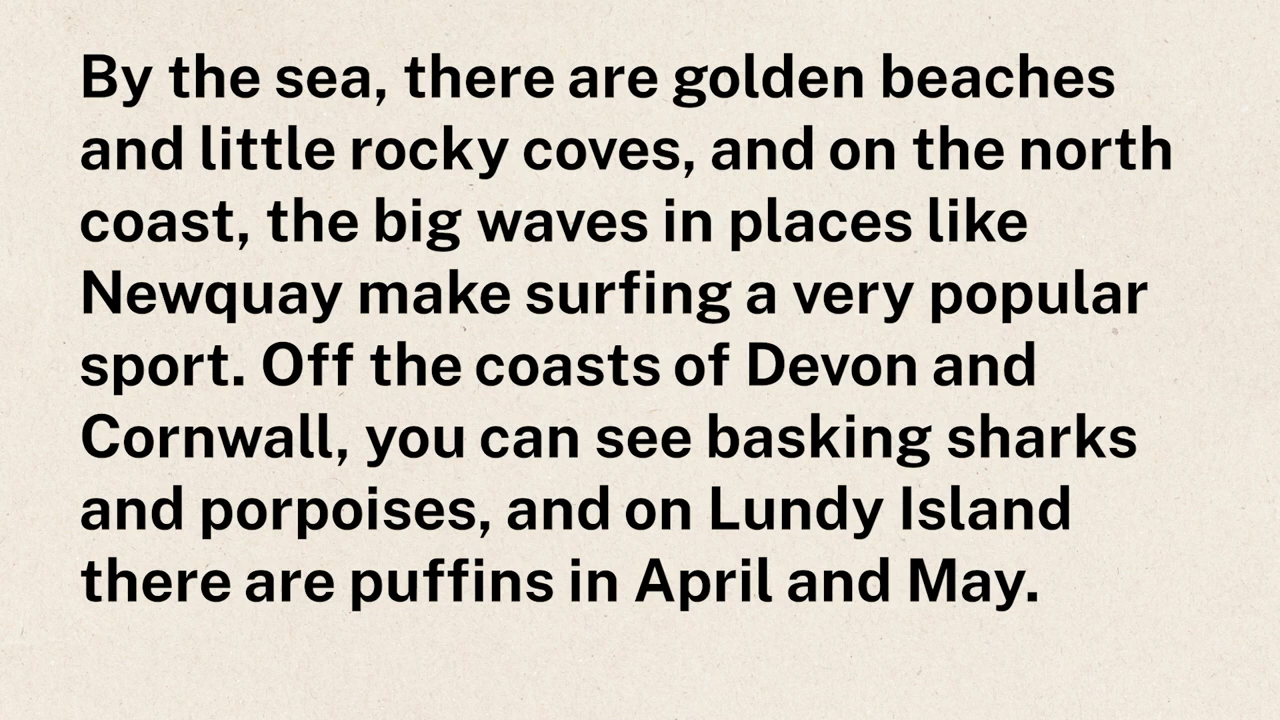 By the sea, there are golden beaches
and little rocky coves, and on the north
coast, the big waves in places like
Newquay make surfing a very popular
sport. Off the coasts of Devon and
Cornwall, you can see basking sharks
and porpoises, and on Lundy Island
there are puffins in April and May.